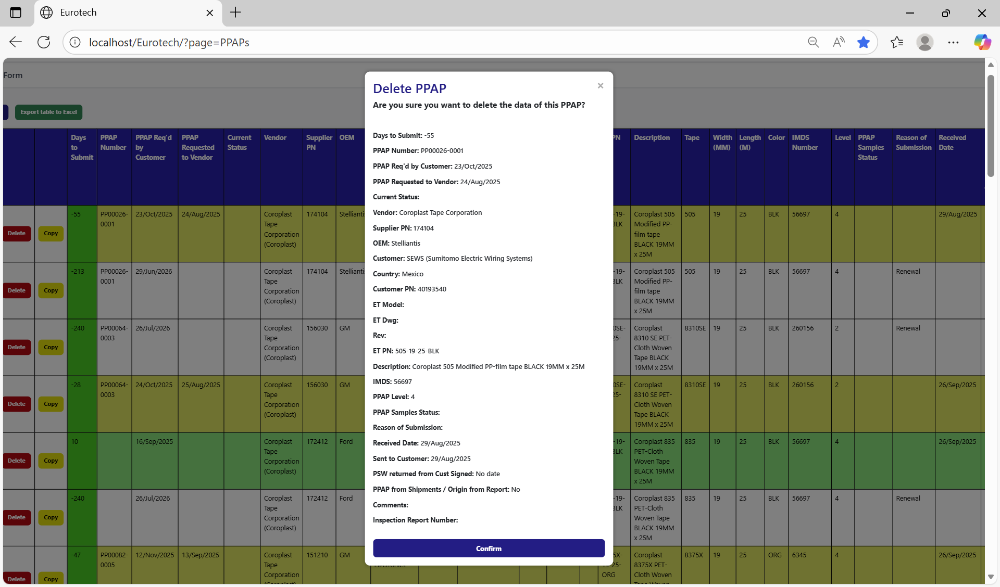 Eurotech
localhost/Eurotech/?page=PPAPs
Form
Export table to Excel
Delete PPAP
×
Are you sure you want to delete the data of this PPAP?
Days to Submit: -55
PPAP Number: PP00026-0001
PPAP Req'd by Customer: 23/Oct/2025
PPAP Requested to Vendor: 24/Aug/2025
Current Status:
Vendor: Coroplast Tape Corporation
Supplier PN: 174104
OEM: Stelliantis
Customer: SEWS (Sumitomo Electric Wiring Systems)
Country: Mexico
Customer PN: 40193540
ET Model:
ET Dwg:
Rev:
ET PN: 505-19-25-BLK
Description: Coroplast 505 Modified PP-film tape BLACK 19MM x 25M
IMDS: 56697
PPAP Level: 4
PPAP Samples Status:
Reason of Submission:
Received Date: 29/Aug/2025
Sent to Customer: 29/Aug/2025
PSW returned from Cust Signed: No date
PPAP from Shipments / Origin from Report: No
Comments:
Inspection Report Number:
Confirm
Days to Submit
PPAP Number
PPAP Req'd by Customer
PPAP Requested to Vendor
Current Status
Vendor
Supplier PN
OEM
PN
Description
Tape
Width (MM)
Length (M)
Color
IMDS Number
Level
PPAP Samples Status
Reason of Submission
Received Date
Delete Copy -55 PP00026-0001 23/Oct/2025 24/Aug/2025 Coroplast Tape Corporation (Coroplast) 174104 Stelliantis -19- BLK Coroplast 505 Modified PP-film tape BLACK 19MM x 25M 505 19 25 BLK 56697 4 29/Aug/2025
Delete Copy -213 PP00026-0001 29/Jun/2026 Coroplast Tape Corporation (Coroplast) 174104 Stelliantis -19- BLK Coroplast 505 Modified PP-film tape BLACK 19MM x 25M 505 19 25 BLK 56697 4 Renewal
Delete Copy -240 PP00064-0003 26/Jul/2026 Coroplast Tape Corporation (Coroplast) 156030 GM 0SE-25- Coroplast 8310 SE PET-Cloth Woven Tape BLACK 19MM x 25M 8310SE 19 25 BLK 260156 2 Renewal
Delete Copy -28 PP00064-0003 24/Oct/2025 25/Aug/2025 Coroplast Tape Corporation (Coroplast) 156030 GM 0SE-25- Coroplast 8310 SE PET-Cloth Woven Tape BLACK 19MM x 25M 8310SE 19 25 BLK 260156 2 26/Sep/2025
Delete Copy 10 16/Sep/2025 Coroplast Tape Corporation (Coroplast) 172412 Ford -19- BLK Coroplast 835 PET-Cloth Woven Tape BLACK 19MM x 25M 835 19 25 BLK 56697 4 26/Sep/2025
Delete Copy -240 26/Jul/2026 Coroplast Tape Corporation (Coroplast) 172412 Ford -19- BLK Coroplast 835 PET-Cloth Woven Tape BLACK 19MM x 25M 835 19 25 BLK 56697 4 Renewal
Delete Copy -47 PP00082-0005 12/Nov/2025 13/Sep/2025 Coroplast Tape Corporation 151210 GM Electronics 5X-19-25-ORG Coroplast 8375X PET-Cloth Woven 8375X 19 25 ORG 6345 4 26/Sep/2025